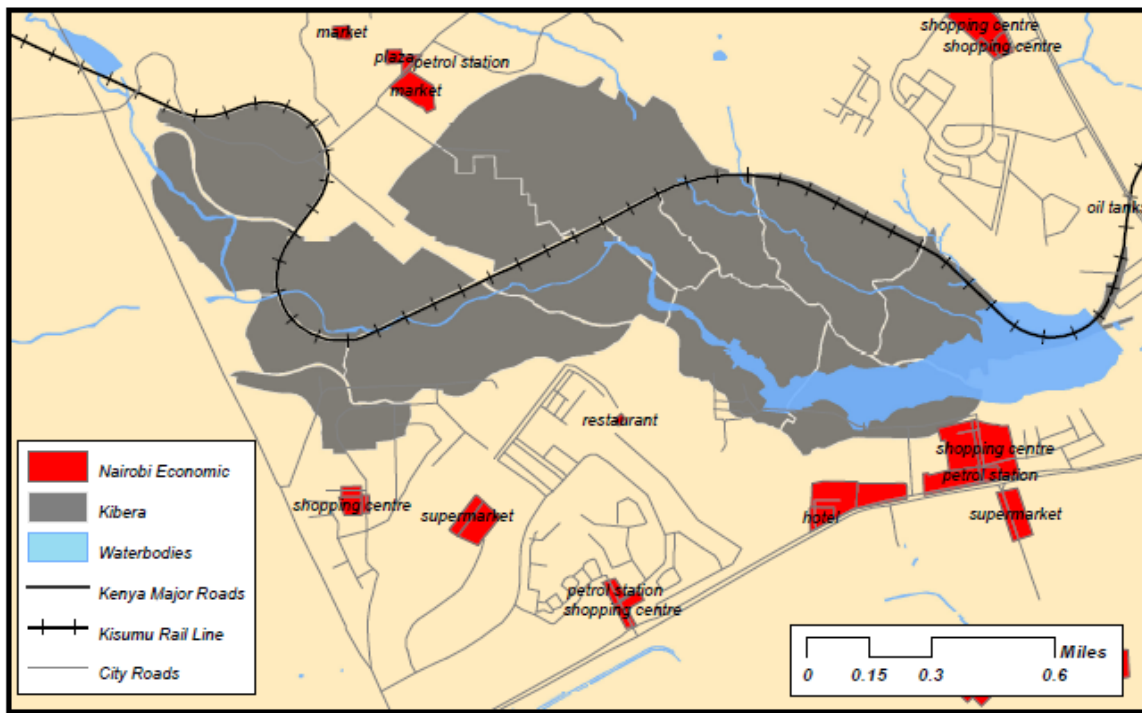 shopping centre
shopping centre
market
plaza
petrol station
market
oil tanks
restaurant
shopping centre
petrol station
shopping centre
supermarket
hotel
supermarket
petrol station
shopping centre
Nairobi Economic
Kibera
Waterbodies
Kenya Major Roads
Kisumu Rail Line
City Roads
Miles
0 0.15 0.3 0.6